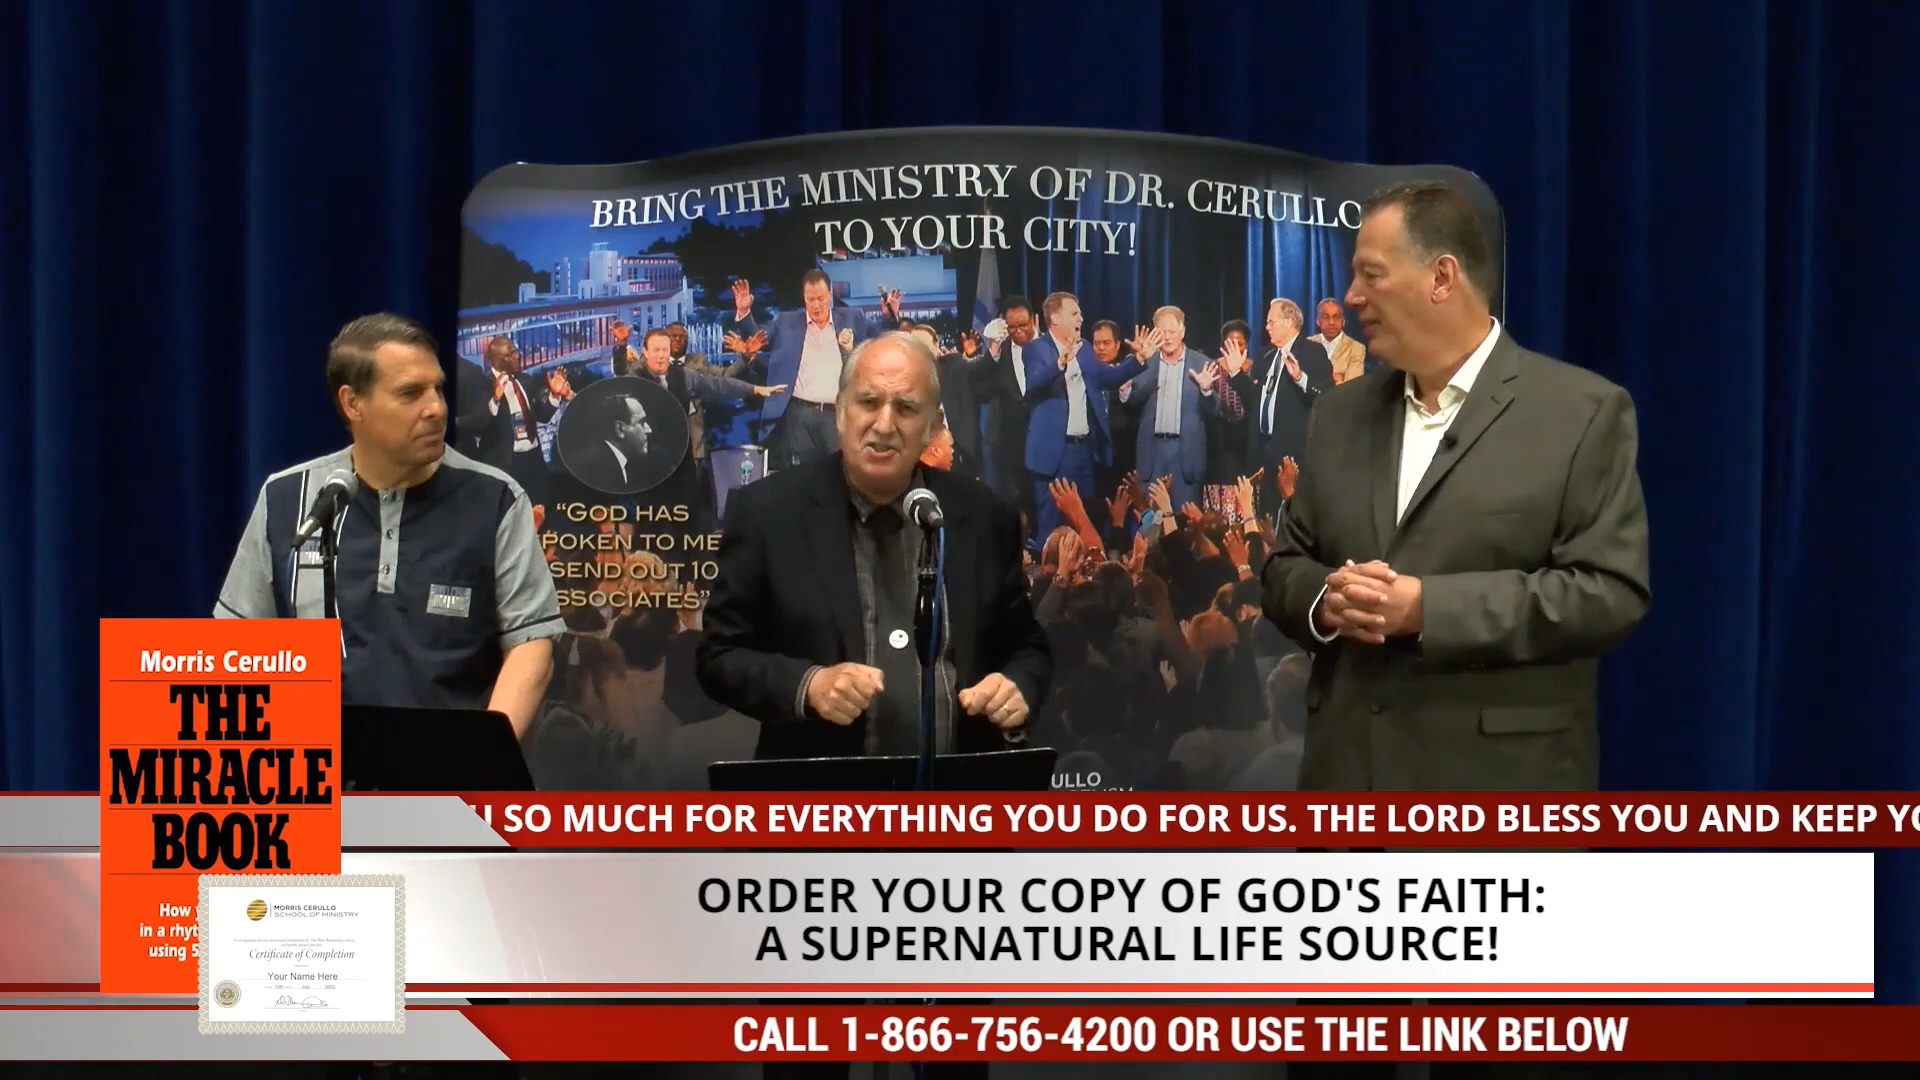 BRING THE MINISTRY OF DR. CERULLO
TO YOUR CITY!
"GOD HAS
POKEN TO ME
SEND OUT 10
SSOCIATES"
ULLO
Morris Cerullo
THE
MIRACLE
BOOK
How
in a rhyt
using 5
MORRIS CERULLO
SCHOOL OF MINISTRY
Certificate of Completion
Your Name Here
SO MUCH FOR EVERYTHING YOU DO FOR US. THE LORD BLESS YOU AND KEEP YO
ORDER YOUR COPY OF GOD'S FAITH:
A SUPERNATURAL LIFE SOURCE!
CALL 1-866-756-4200 OR USE THE LINK BELOW